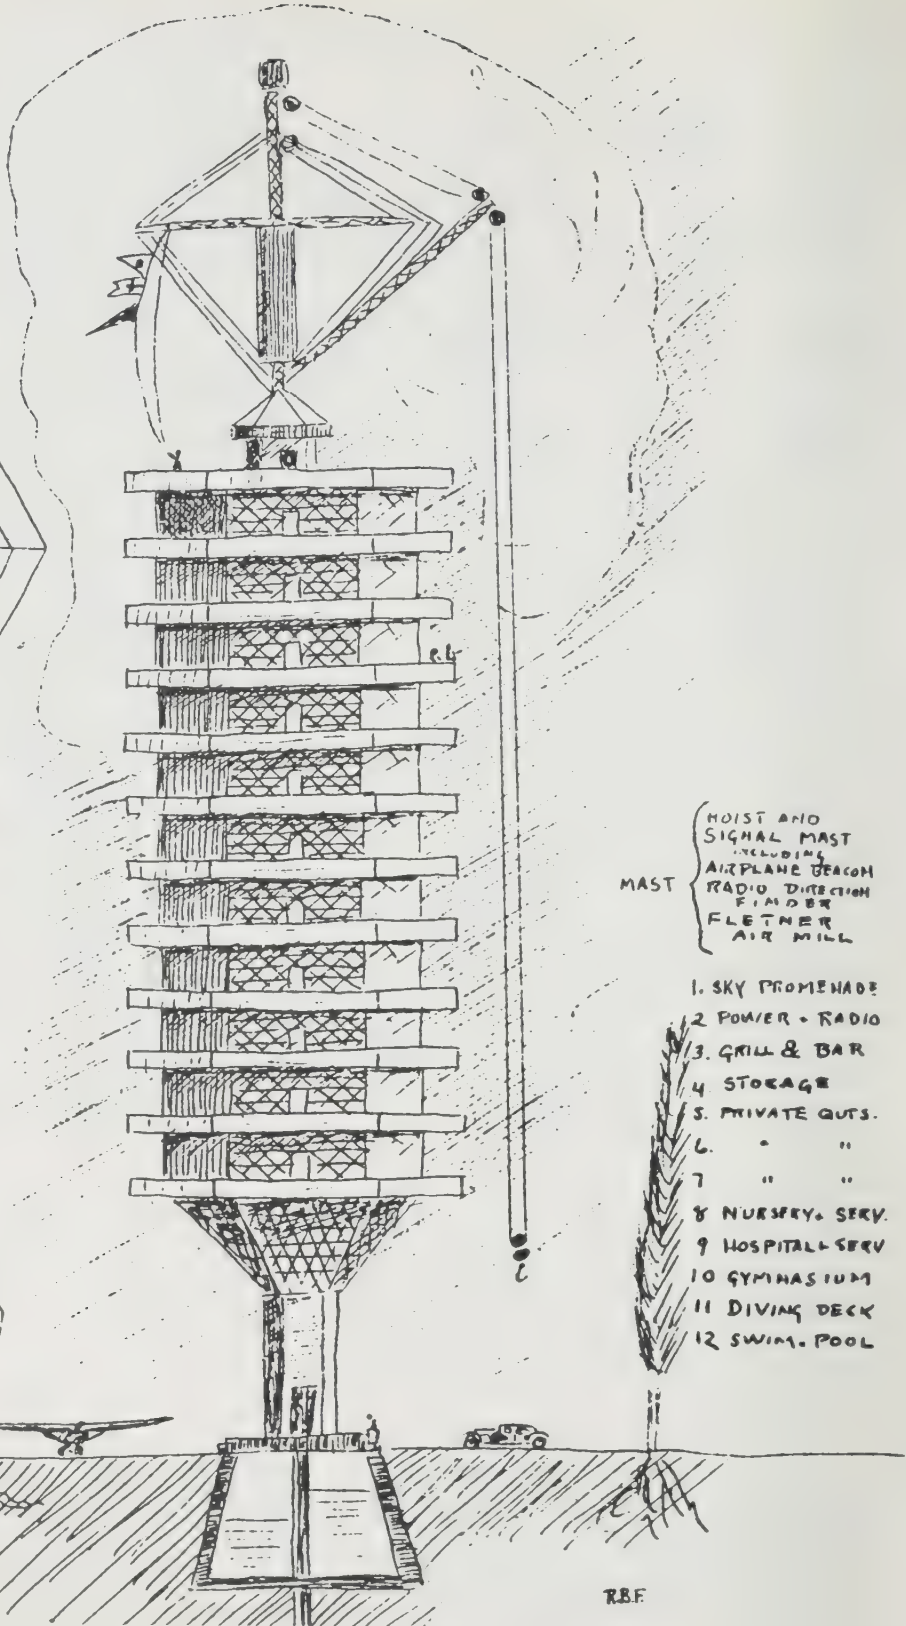 HOIST AND
SIGNAL MAST
INCLUDING
AIRPLANE BEACON
RADIO DIRECTION
FINDER
FLETNER
AIR MILL
MAST
1. SKY PROMENADE
2 POWER + RADIO
3. GRILL & BAR
4 STORAGE
5. PRIVATE QUTS.
6. " "
7 " "
8 NURSERY + SERV.
9 HOSPITAL + SERV
10 GYMNASIUM
11 DIVING DECK
12 SWIM. POOL
R.B.F.